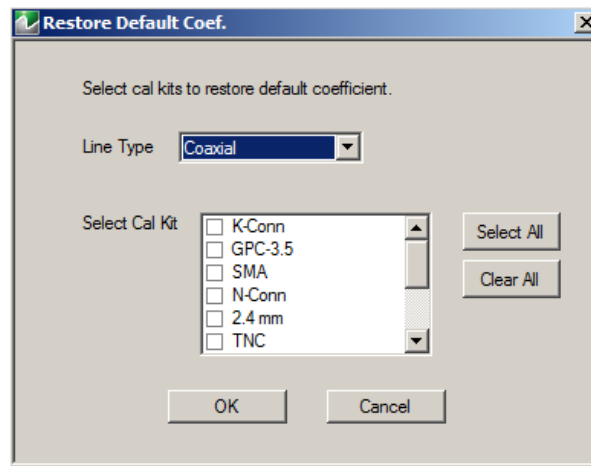 Restore Default Coef.
Select cal kits to restore default coefficient.
Line Type Coaxial
Select Cal Kit
K-Conn
GPC-3.5
SMA
N-Conn
2.4 mm
TNC
Select All
Clear All
OK Cancel